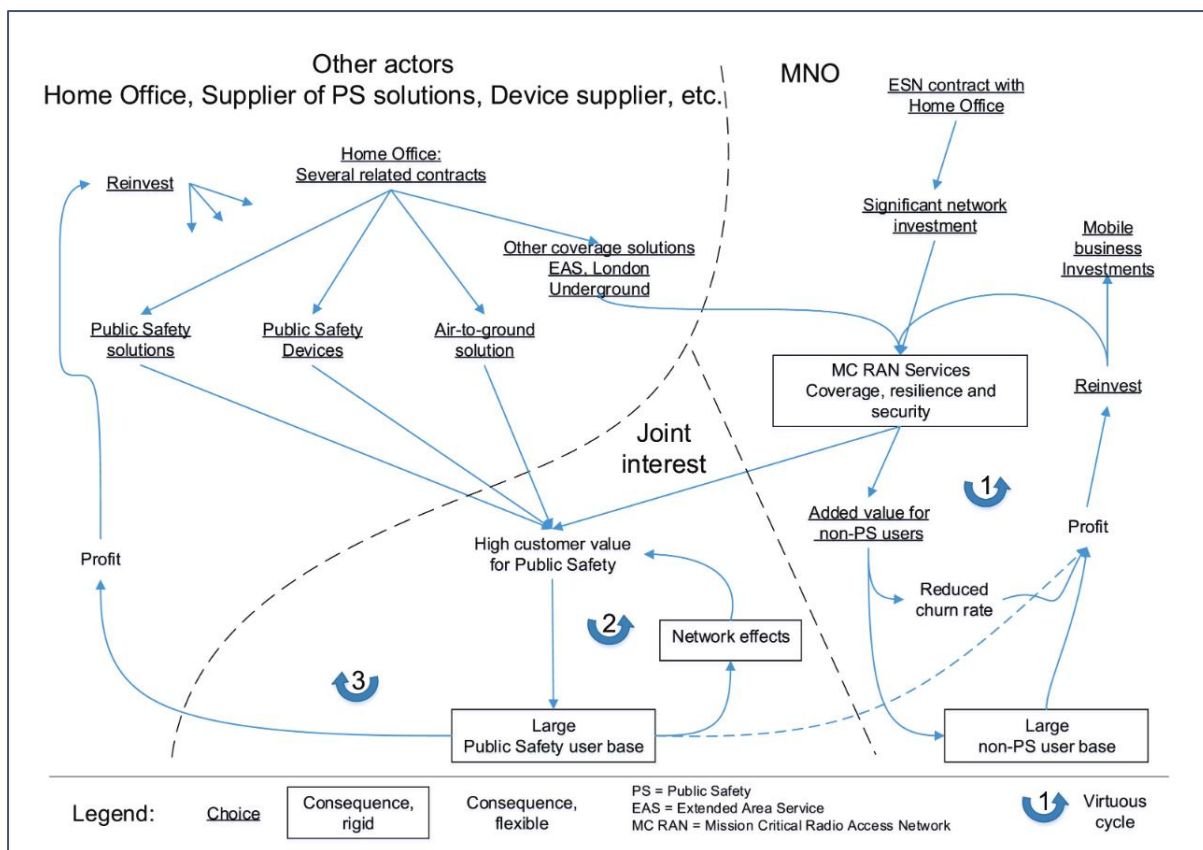 Other actors
Home Office, Supplier of PS solutions, Device supplier, etc.
MNO
ESN contract with
Home Office
Home Office:
Several related contracts
Reinvest
Significant network
investment
Mobile
business
Investments
Other coverage solutions
EAS, London
Underground
Public Safety
solutions
Public Safety
Devices
Air-to-ground
solution
MC RAN Services
Coverage, resilience and
security
Reinvest
Joint
interest
1
Added value for
non-PS users
Profit
High customer value
for Public Safety
Profit
Reduced
churn rate
2
Network effects
3
Large
Public Safety user base
Large
non-PS user base
Legend:
Choice
Consequence,
rigid
Consequence,
flexible
PS = Public Safety
EAS = Extended Area Service
MC RAN = Mission Critical Radio Access Network
1
Virtuous
cycle